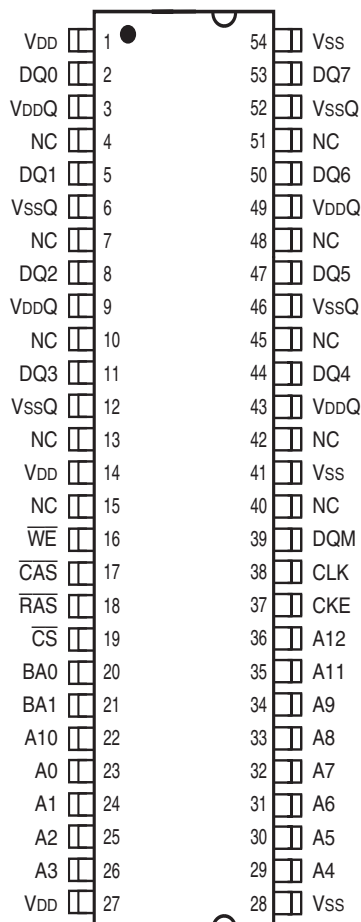 VDD 1 54 VSS
DQ0 2 53 DQ7
VDDQ 3 52 VSSQ
NC 4 51 NC
DQ1 5 50 DQ6
VSSQ 6 49 VDDQ
NC 7 48 NC
DQ2 8 47 DQ5
VDDQ 9 46 VSSQ
NC 10 45 NC
DQ3 11 44 DQ4
VSSQ 12 43 VDDQ
NC 13 42 NC
VDD 14 41 VSS
NC 15 40 NC
W̅E̅ 16 39 DQM
C̅A̅S̅ 17 38 CLK
R̅A̅S̅ 18 37 CKE
C̅S̅ 19 36 A12
BA0 20 35 A11
BA1 21 34 A9
A10 22 33 A8
A0 23 32 A7
A1 24 31 A6
A2 25 30 A5
A3 26 29 A4
VDD 27 28 VSS